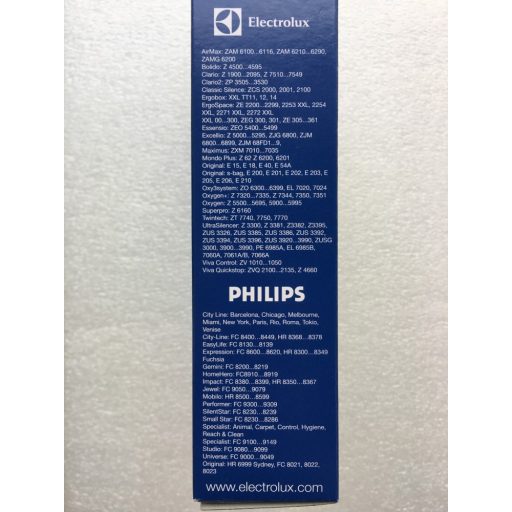 Electrolux
AirMax: ZAM 6100...6116, ZAM 6210...6290,
ZAMG 6200
Bolido: Z 4500...4595
Clario: Z 1900...2095, Z 7510...7549
Clario2: ZP 3505...3530
Classic Silence: ZCS 2000, 2001, 2100
Ergobox: XXL TT11, 12, 14
ErgoSpace: ZE 2200...2299, 2253 XXL, 2254
XXL, 2271 XXL, 2272 XXL
XXL 00...300, ZEG 300, 301, ZE 305...361
Essensio: ZEO 5400...5499
Excellio: Z 5000...5295, ZJG 6800, ZJM
6800...6899, ZJM 68FD1...9,
Maximus: ZXM 7010...7035
Mondo Plus: Z 62 Z 6200, 6201
Original: E 15, E 18, E 40, E 54A
Original: s-bag, E 200, E 201, E 202, E 203, E
205, E 206, E 210
Oxy3system: ZO 6300...6399, EL 7020, 7024
Oxygen+: Z 7320...7335, Z 7344, 7350, 7351
Oxygen: Z 5500...5695, 5900...5995
Superpro: Z 6160
Twintech: ZT 7740, 7750, 7770
UltraSilencer: Z 3300, Z 3381, Z3382, Z3395,
ZUS 3326, ZUS 3385, ZUS 3386, ZUS 3392,
ZUS 3394, ZUS 3396, ZUS 3920...3990, ZUSG
3000, 3900...3990, PE 6985A, EL 6985B,
7060A, 7061A/B, 7066A
Viva Control: ZV 1010...1050
Viva Quickstop: ZVQ 2100...2135, Z 4660
PHILIPS
City Line: Barcelona, Chicago, Melbourne,
Miami, New York, Paris, Rio, Roma, Tokio,
Venise
City-Line: FC 8400...8449, HR 8368...8378
EasyLife: FC 8130...8139
Expression: FC 8600...8620, HR 8300...8349
Fuchsia
Gemini: FC 8200...8219
HomeHero: FC8910...8919
Impact: FC 8380...8399, HR 8350...8367
Jewel: FC 9050...9079
Mobilo: HR 8500...8599
Performer: FC 9300...9309
SilentStar: FC 8230...8239
Small Star: FC 8230...8286
Specialist: Animal, Carpet, Control, Hygiene,
Reach & Clean
Specialist: FC 9100...9149
Studio: FC 9080...9099
Universe: FC 9000...9049
Original: HR 6999 Sydney, FC 8021, 8022,
8023
www.electrolux.com